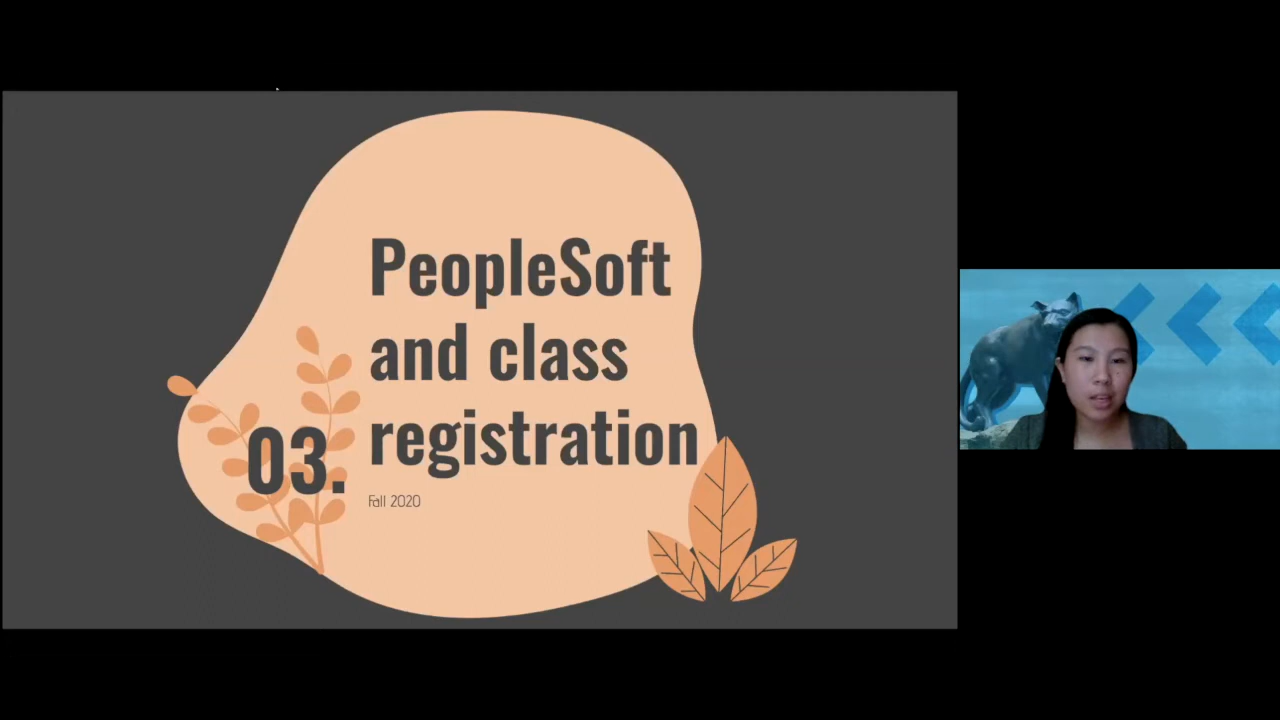 PeopleSoft
and class
registration
03.
Fall 2020